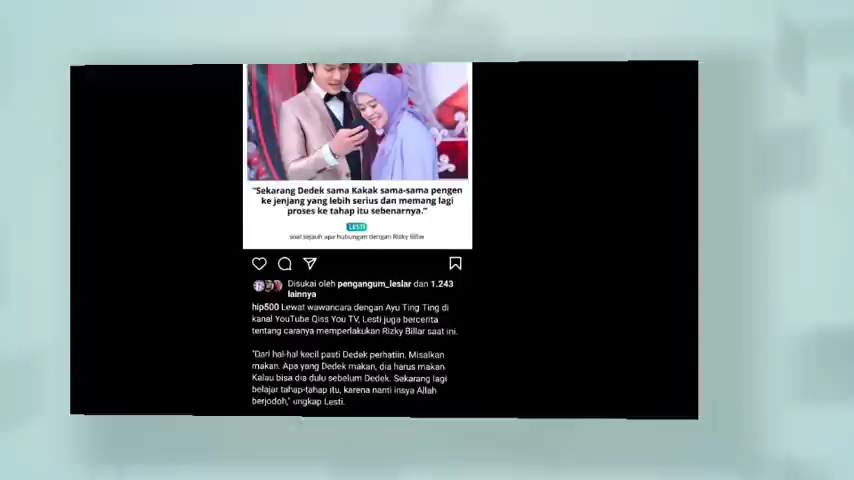 "Sekarang Dedek sama Kakak sama-sama pengen
ke jenjang yang lebih serius dan memang lagi
proses ke tahap itu sebenarnya."
LESTI
soal sejauh apa hubungan dengan Rizky Billar
Disukai oleh pengangum_leslar dan 1.243
lainnya
hip500 Lewat wawancara dengan Ayu Ting Ting di
kanal YouTube Qiss You TV, Lesti juga bercerita
tentang caranya memperlakukan Rizky Billar saat ini.
"Dari hal-hal kecil pasti Dedek perhatiin. Misalkan
makan. Apa yang Dedek makan, dia harus makan
Kalau bisa dia dulu sebelum Dedek. Sekarang lagi
belajar tahap-tahap itu, karena nanti insya Allah
berjodoh," ungkap Lesti.